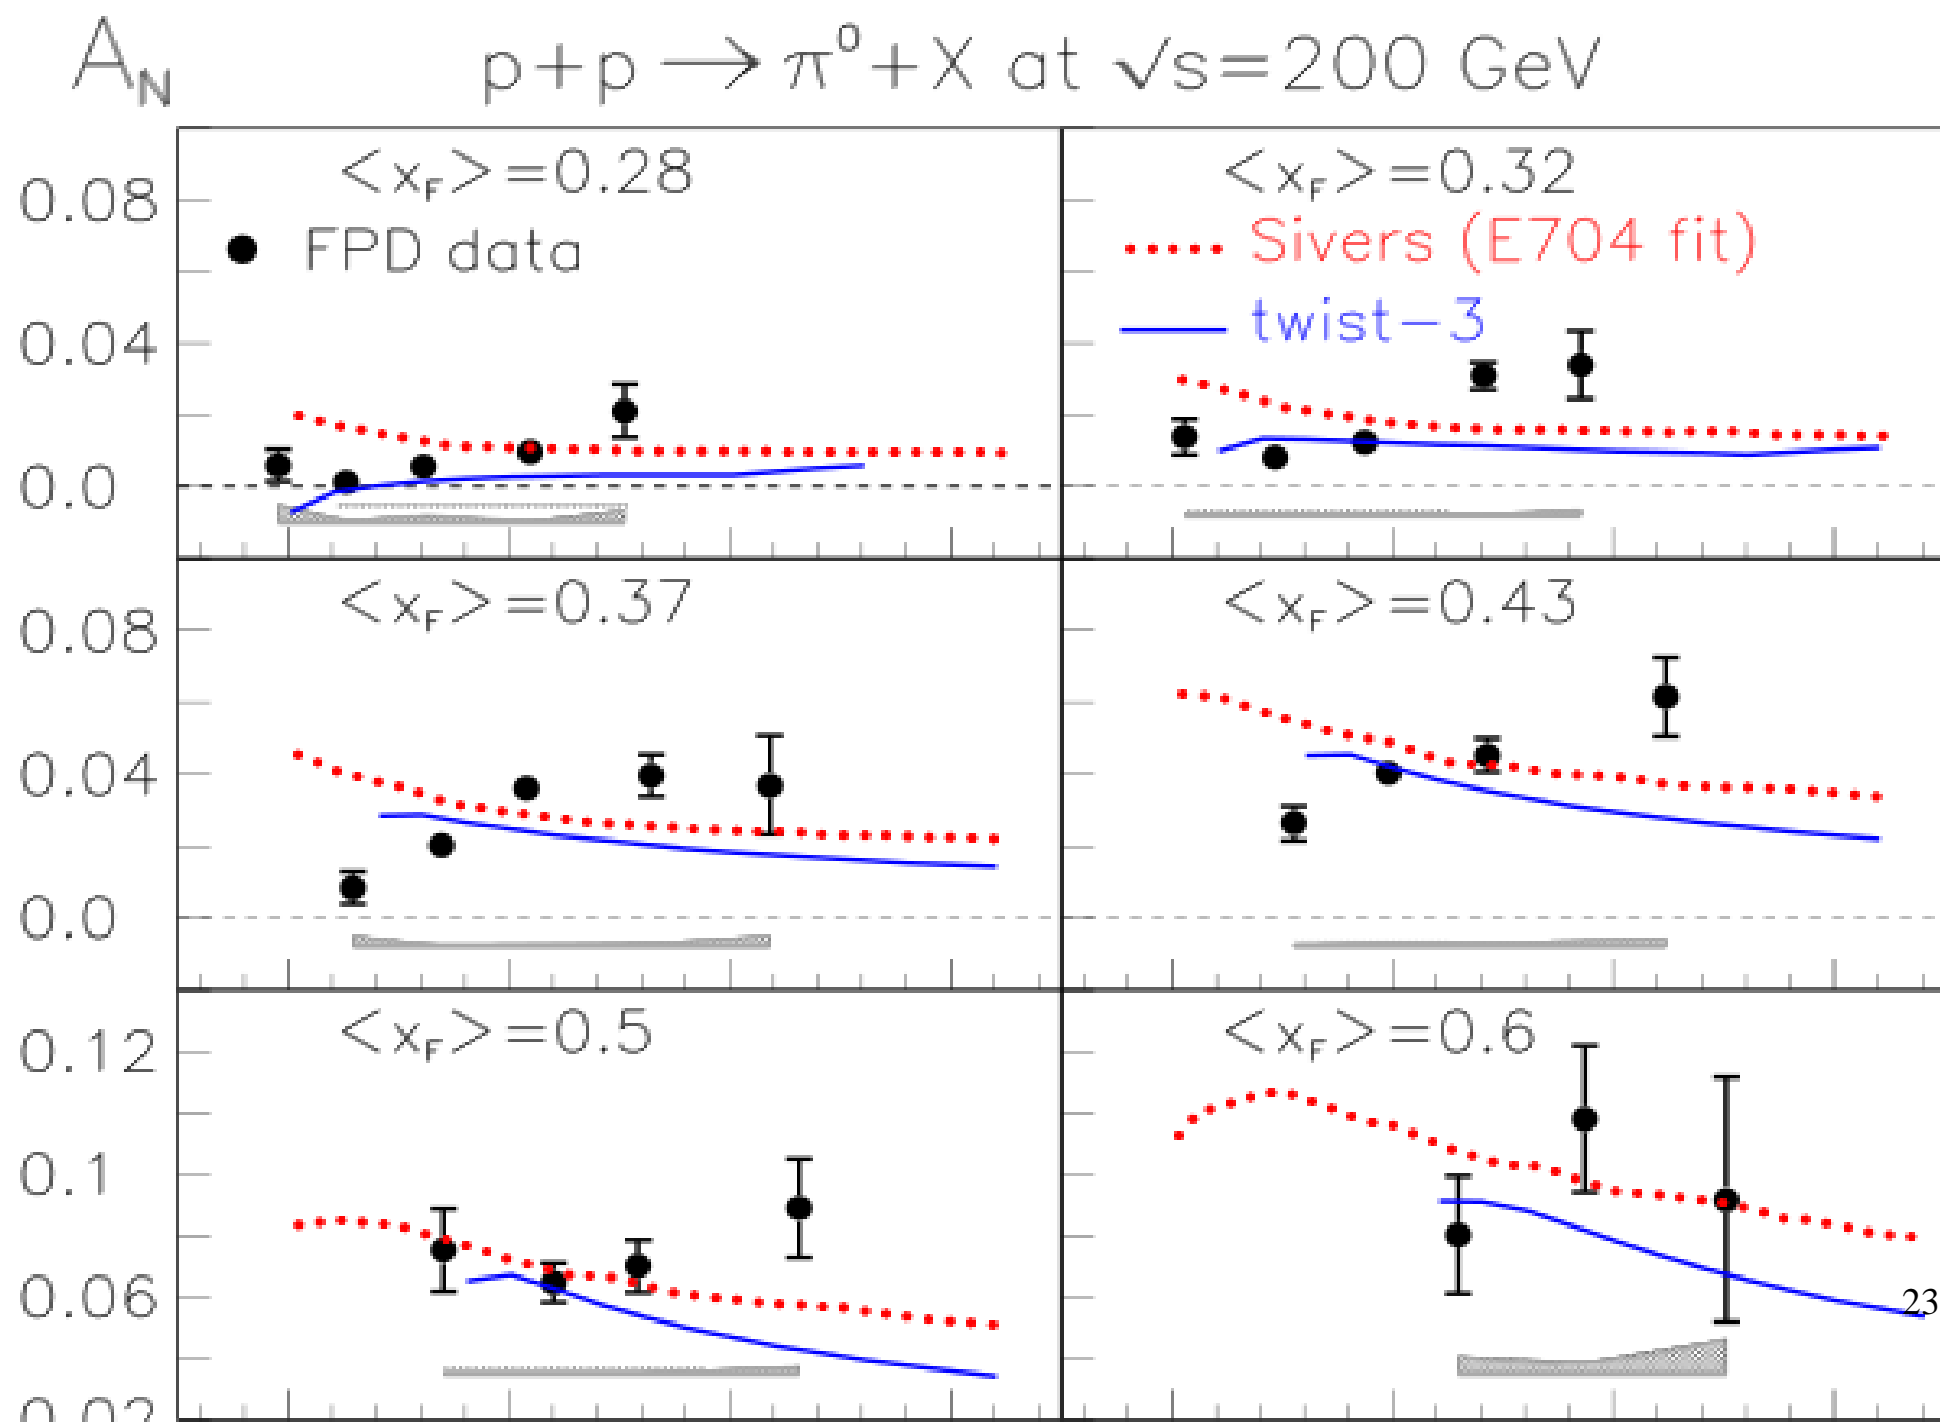 A_N p+p → π⁰+X at √s=200 GeV
<x_F>=0.28
<x_F>=0.32
0.08
FPD data
Sivers (E704 fit)
0.04
twist-3
0.0
<x_F>=0.37
<x_F>=0.43
0.08
0.04
0.0
<x_F>=0.5
<x_F>=0.6
0.12
0.1
0.06
23